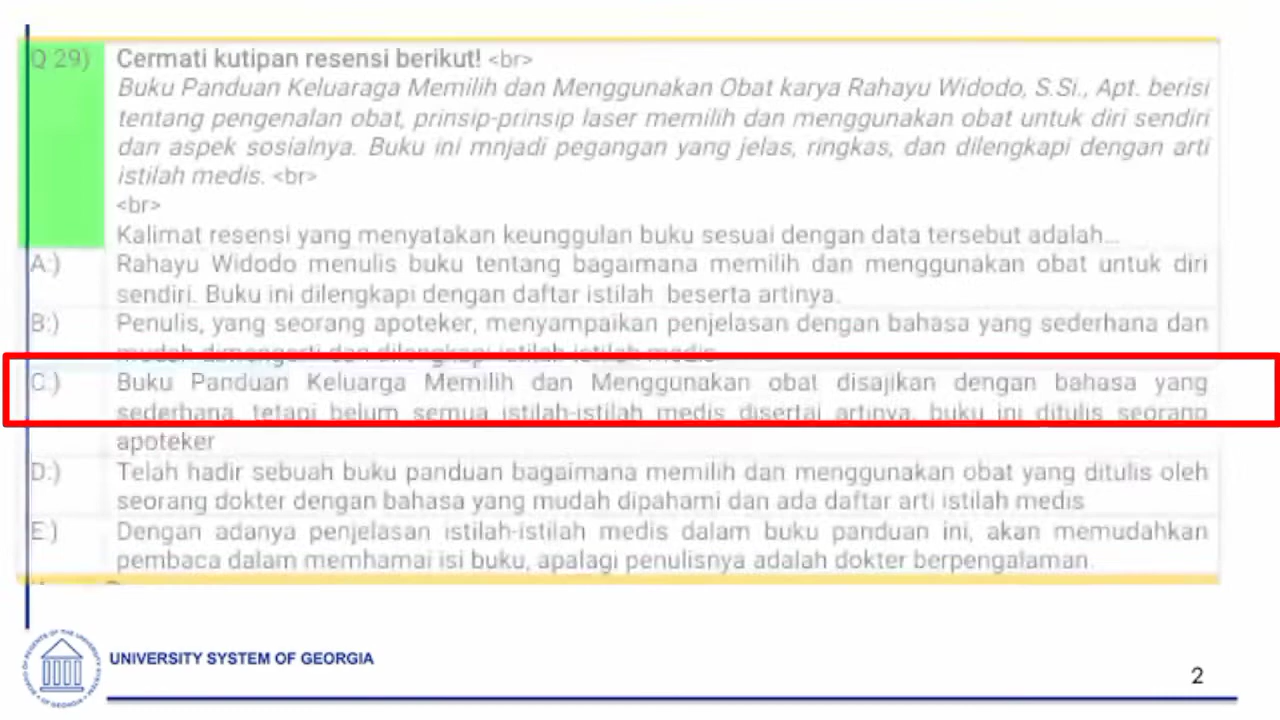 Q 29) Cermati kutipan resensi berikut! <br>
Buku Panduan Keluaraga Memilih dan Menggunakan Obat karya Rahayu Widodo, S.Si., Apt. berisi
tentang pengenalan obat, prinsip-prinsip laser memilih dan menggunakan obat untuk diri sendiri
dan aspek sosialnya. Buku ini mnjadi pegangan yang jelas, ringkas, dan dilengkapi dengan arti
istilah medis. <br>
<br>
Kalimat resensi yang menyatakan keunggulan buku sesuai dengan data tersebut adalah...
A:) Rahayu Widodo menulis buku tentang bagaimana memilih dan menggunakan obat untuk diri
sendiri. Buku ini dilengkapi dengan daftar istilah beserta artinya.
B:) Penulis, yang seorang apoteker, menyampaikan penjelasan dengan bahasa yang sederhana dan
mudah dimengerti dan dilengkapi istilah-istilah medis.
C:) Buku Panduan Keluarga Memilih dan Menggunakan obat disajikan dengan bahasa yang
sederhana, tetapi belum semua istilah-istilah medis disertai artinya, buku ini ditulis seorang
apoteker
D:) Telah hadir sebuah buku panduan bagaimana memilih dan menggunakan obat yang ditulis oleh
seorang dokter dengan bahasa yang mudah dipahami dan ada daftar arti istilah medis
E:) Dengan adanya penjelasan istilah-istilah medis dalam buku panduan ini, akan memudahkan
pembaca dalam memhamai isi buku, apalagi penulisnya adalah dokter berpengalaman.
UNIVERSITY SYSTEM OF GEORGIA
2